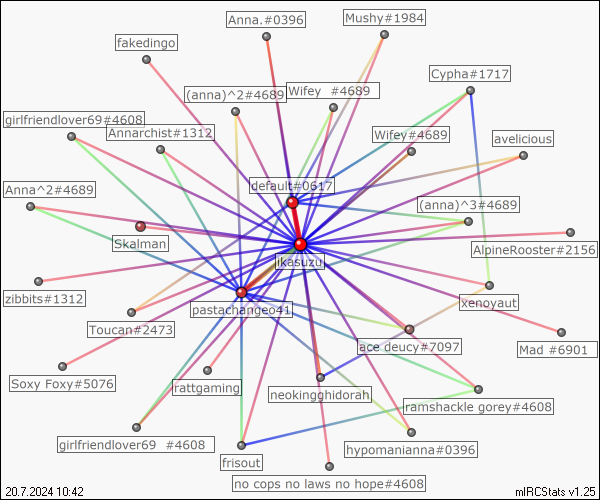 Anna.#0396
Mushy#1984
fakedingo
Cypha#1717
(anna)^2#4689
Wifey  #4689
girlfriendlover69#4608
Annarchist#1312
Wifey#4689
avelicious
default#0617
Anna^2#4689
(anna)^3#4689
Skalman
AlpineRooster#2156
ikasuzu
zibbits#1312
xenoyaut
pastachangeo41
Toucan#2473
ace deucy#7097
Mad  #6901
Soxy Foxy#5076
rattgaming
neokingghidorah
ramshackle gorey#4608
girlfriendlover69  #4608
hypomanianna#0396
frisout
no cops no laws no hope#4608
20.7.2024 10:42
mIRCStats v1.25